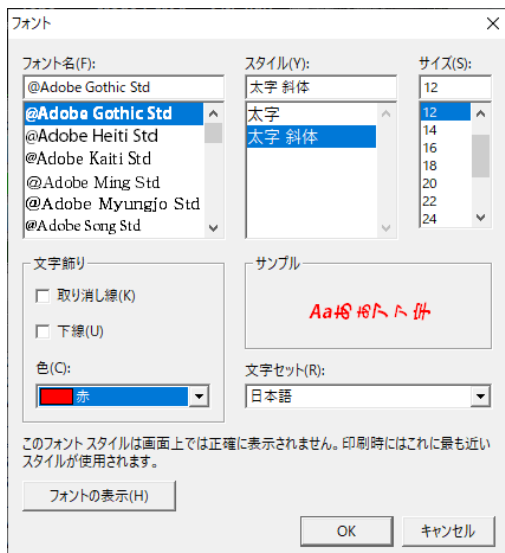 フォント
フォント名(F):
@Adobe Gothic Std
@Adobe Gothic Std
@Adobe Heiti Std
@Adobe Kaiti Std
@Adobe Ming Std
@Adobe Myungjo Std
@Adobe Song Std
スタイル(Y):
太字 斜体
太字
太字 斜体
サイズ(S):
12
12
14
16
18
20
22
24
文字飾り
取り消し線(K)
下線(U)
色(C):
赤
サンプル
Aaあぁアァ亜
文字セット(R):
日本語
このフォント スタイルは画面上では正確に表示されません。印刷時にはこれに最も近い
スタイルが使用されます。
フォントの表示(H)
OK
キャンセル